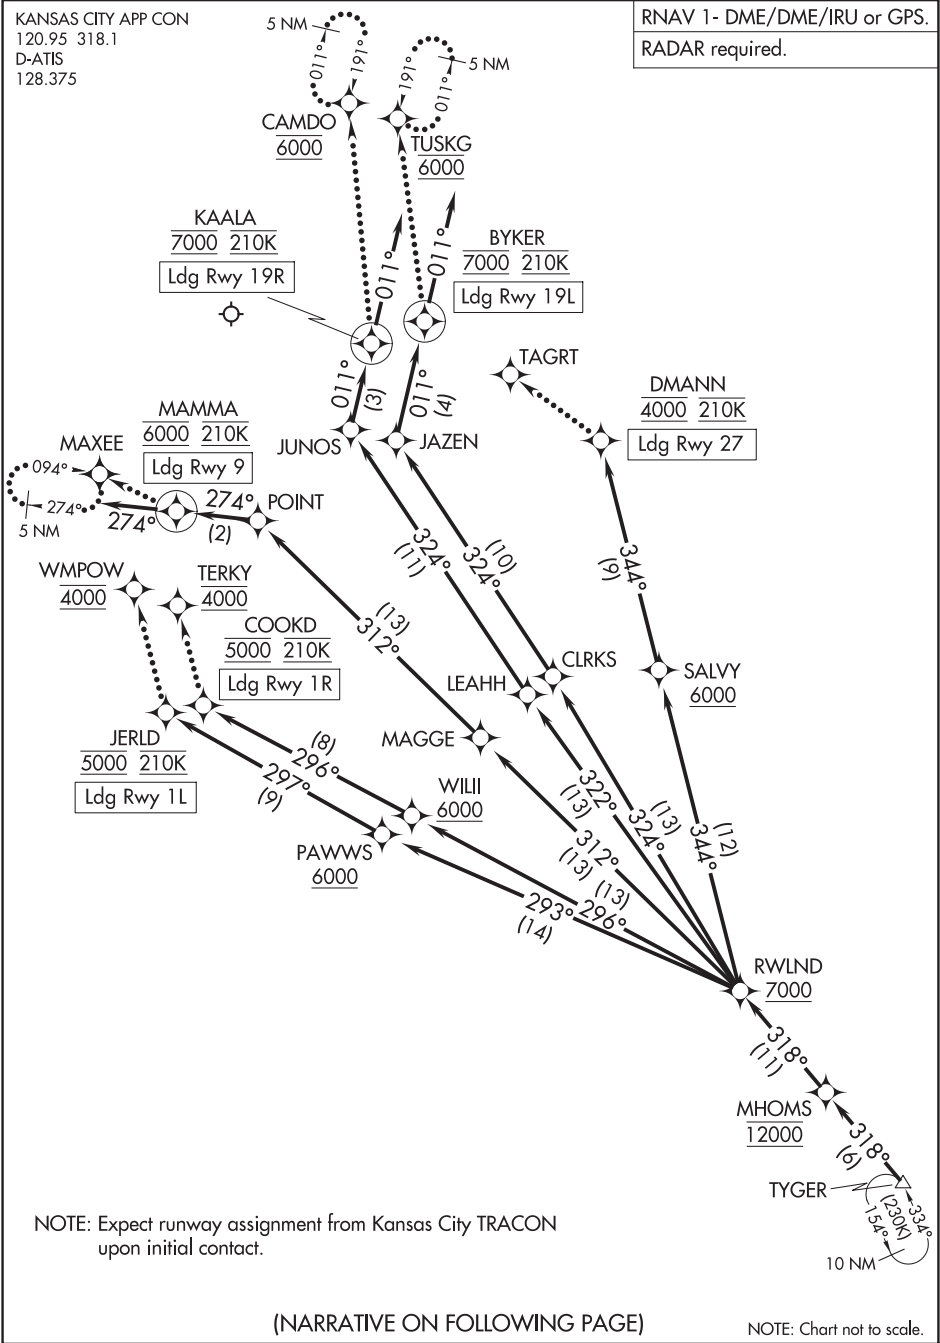 KANSAS CITY APP CON
120.95 318.1
D-ATIS
128.375
RNAV 1- DME/DME/IRU or GPS.
RADAR required.
5 NM
011°
191°
CAMDO
6000
191°
011°
5 NM
TUSKG
6000
KAALA
7000 210K
Ldg Rwy 19R
011°
011°
BYKER
7000 210K
Ldg Rwy 19L
011°
(3)
011°
(4)
JUNOS
JAZEN
TAGRT
DMANN
4000 210K
Ldg Rwy 27
MAMMA
6000 210K
Ldg Rwy 9
MAXEE
094°
274°
5 NM
274°
274°
(2)
POINT
324°
(11)
(10)
324°
344°
(9)
WMPOW
4000
TERKY
4000
COOKD
5000 210K
Ldg Rwy 1R
(13)
312°
LEAHH
CLRKS
SALVY
6000
JERLD
5000 210K
Ldg Rwy 1L
(8)
296°
297°
(9)
MAGGE
WILII
6000
PAWWS
6000
322°
(13)
(13)
324°
(12)
344°
312°
(13)
(13)
296°
293°
(14)
RWLND
7000
318°
(11)
MHOMS
12000
318°
(6)
TYGER
(230K)
334°
154°
10 NM
NOTE: Expect runway assignment from Kansas City TRACON
upon initial contact.
(NARRATIVE ON FOLLOWING PAGE)
NOTE: Chart not to scale.